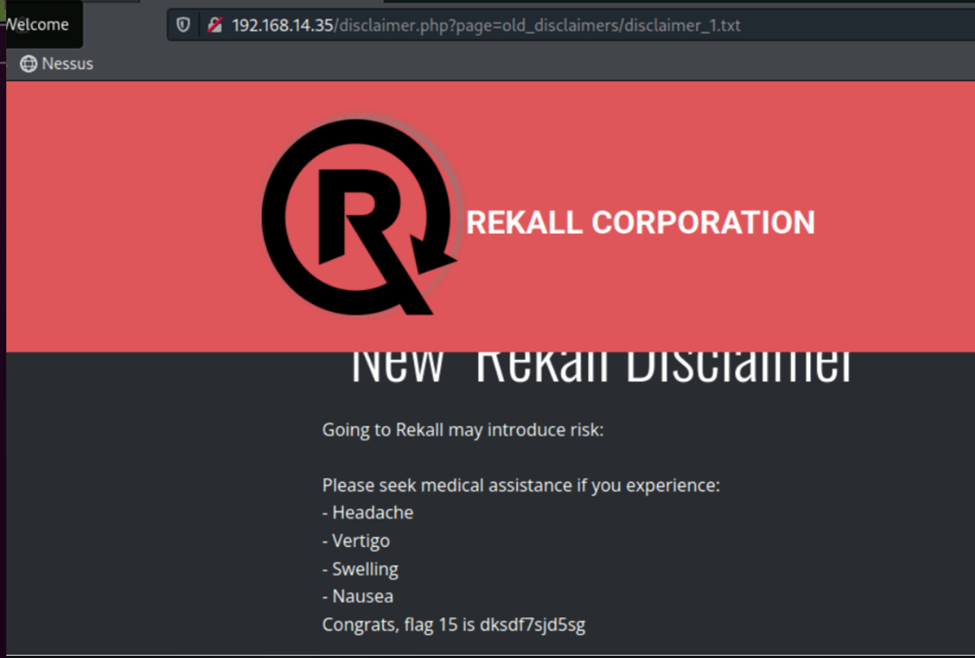 Welcome
192.168.14.35/disclaimer.php?page=old_disclaimers/disclaimer_1.txt
Nessus
R
REKALL CORPORATION
New Rekall Disclaimer
Going to Rekall may introduce risk:
Please seek medical assistance if you experience:
- Headache
- Vertigo
- Swelling
- Nausea
Congrats, flag 15 is dksdf7sjd5sg